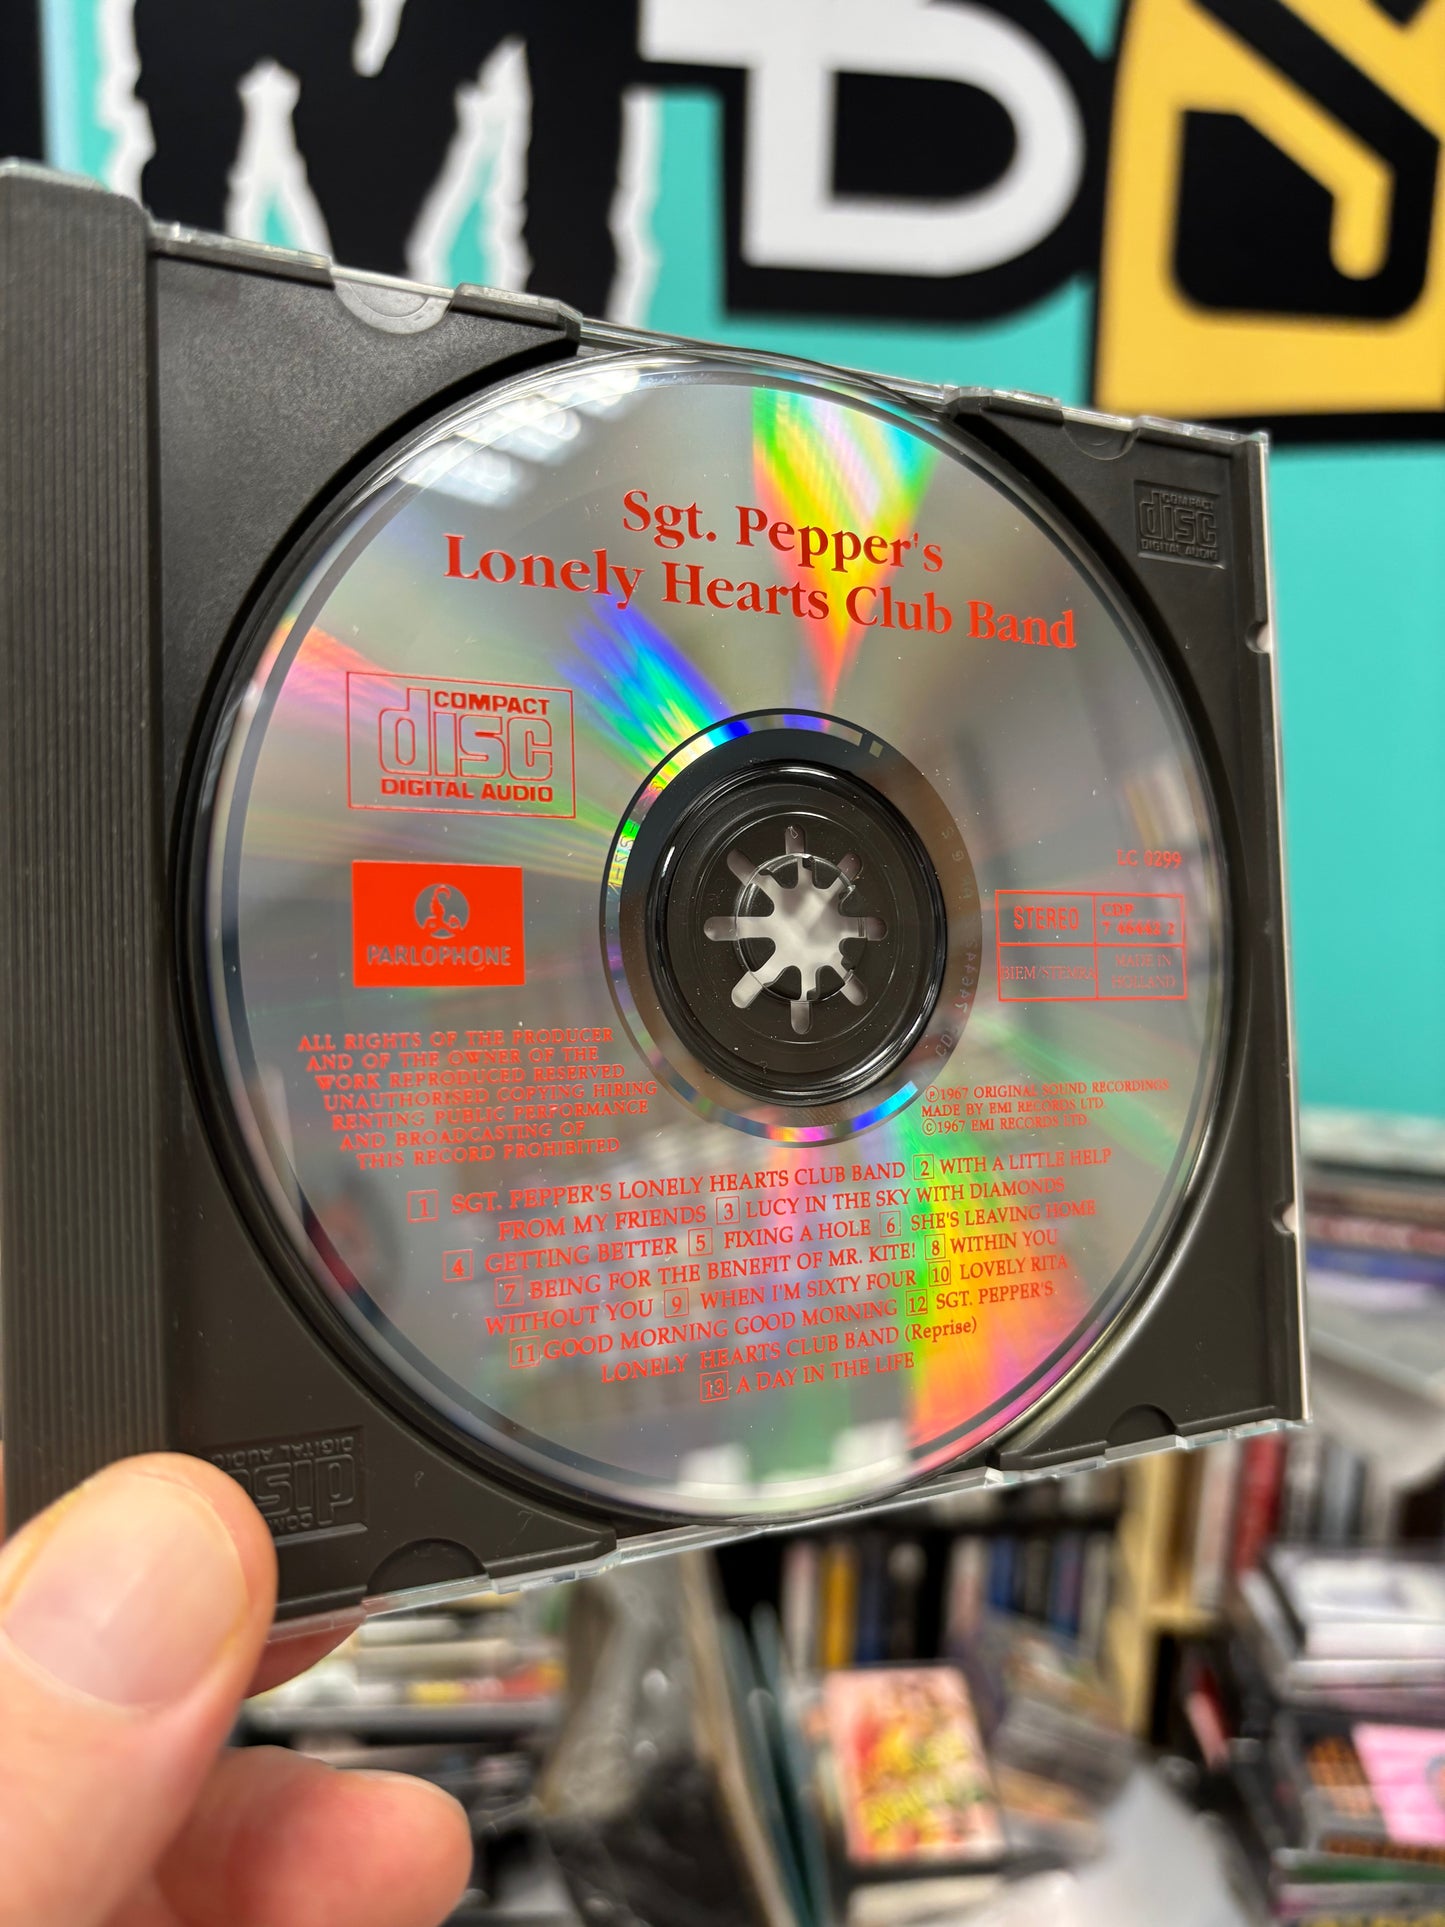 Sgt. Pepper's
Lonely Hearts Club Band
COMPACT
disc
DIGITAL AUDIO
COMPACT
disc
DIGITAL AUDIO
PARLOPHONE
LC 0299
STEREO
CDP
7 46442 2
BIEM/STEMRA
MADE IN
HOLLAND
ALL RIGHTS OF THE PRODUCER
AND OF THE OWNER OF THE
WORK REPRODUCED RESERVED
UNAUTHORISED COPYING HIRING
RENTING PUBLIC PERFORMANCE
AND BROADCASTING OF
THIS RECORD PROHIBITED
℗1967 ORIGINAL SOUND RECORDINGS
MADE BY EMI RECORDS LTD.
©1967 EMI RECORDS LTD.
1 SGT. PEPPER'S LONELY HEARTS CLUB BAND 2 WITH A LITTLE HELP
FROM MY FRIENDS 3 LUCY IN THE SKY WITH DIAMONDS
4 GETTING BETTER 5 FIXING A HOLE 6 SHE'S LEAVING HOME
7 BEING FOR THE BENEFIT OF MR. KITE! 8 WITHIN YOU
WITHOUT YOU 9 WHEN I'M SIXTY FOUR 10 LOVELY RITA
11 GOOD MORNING GOOD MORNING 12 SGT. PEPPER'S
LONELY HEARTS CLUB BAND (Reprise)
13 A DAY IN THE LIFE
COMPACT
disc
DIGITAL AUDIO